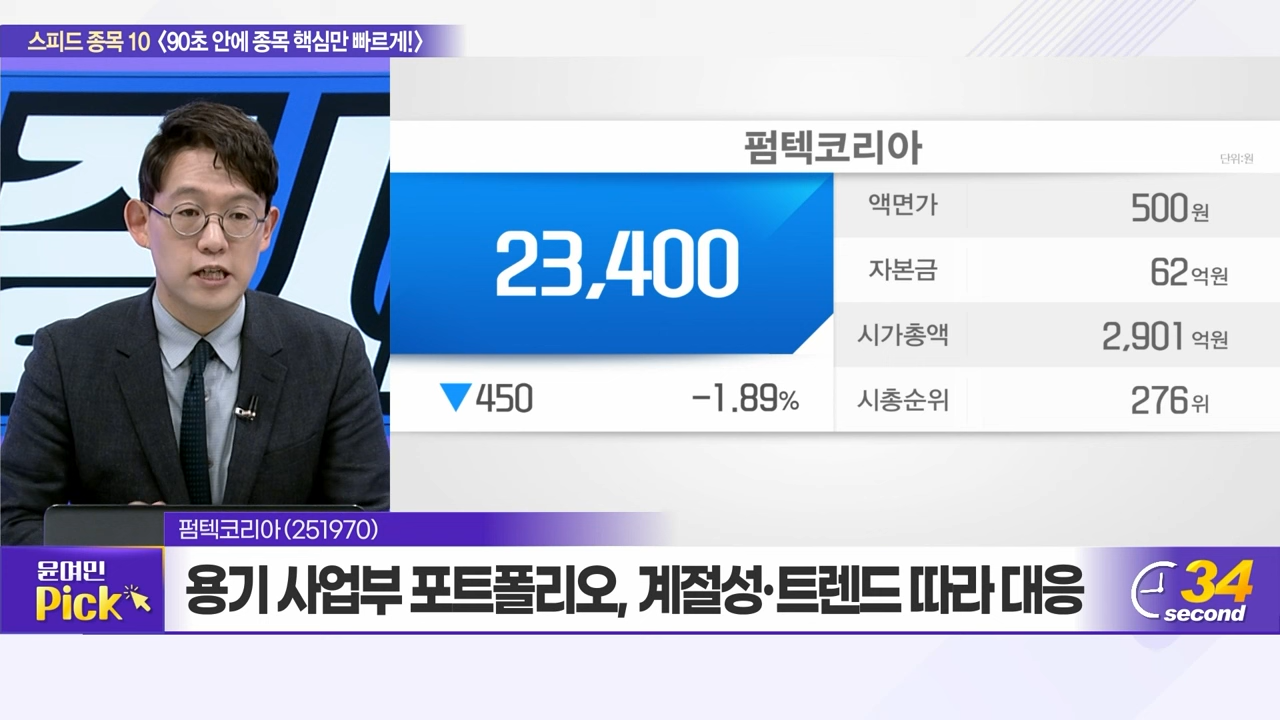 스피드 종목 10 〈90초 안에 종목 핵심만 빠르게!〉
펌텍코리아
단위:원
23,400
▼450 -1.89%
액면가 500원
자본금 62억원
시가총액 2,901억원
시총순위 276위
펌텍코리아(251970)
윤여민
Pick
용기 사업부 포트폴리오, 계절성·트렌드 따라 대응
34
second